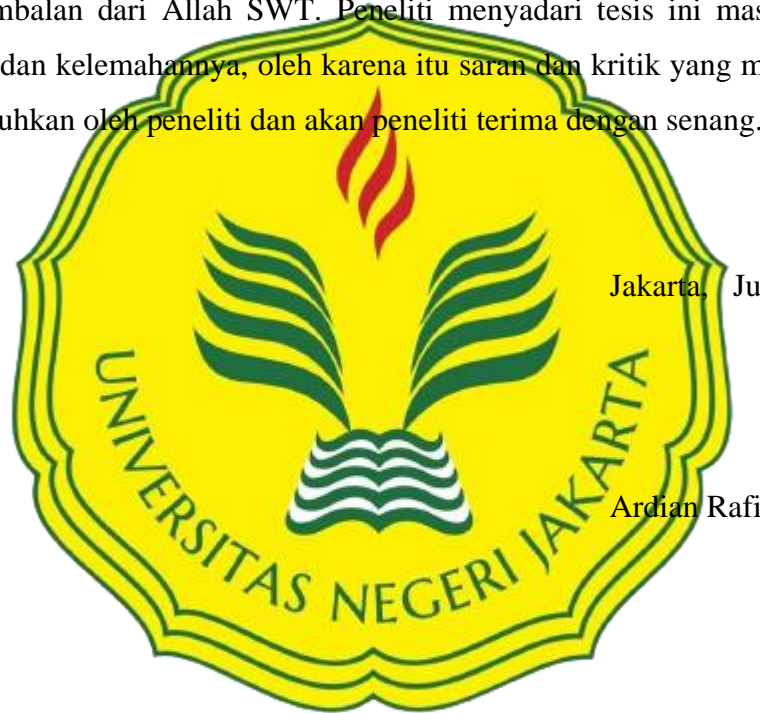 mbalan dari Allah SWT. Peneliti menyadari tesis ini mas
dan kelemahannya, oleh karena itu saran dan kritik yang m
uhkan oleh peneliti dan akan peneliti terima dengan senang.
Jakarta, Ju
Ardian Rafi
UNIVERSITAS NEGERI JAKARTA